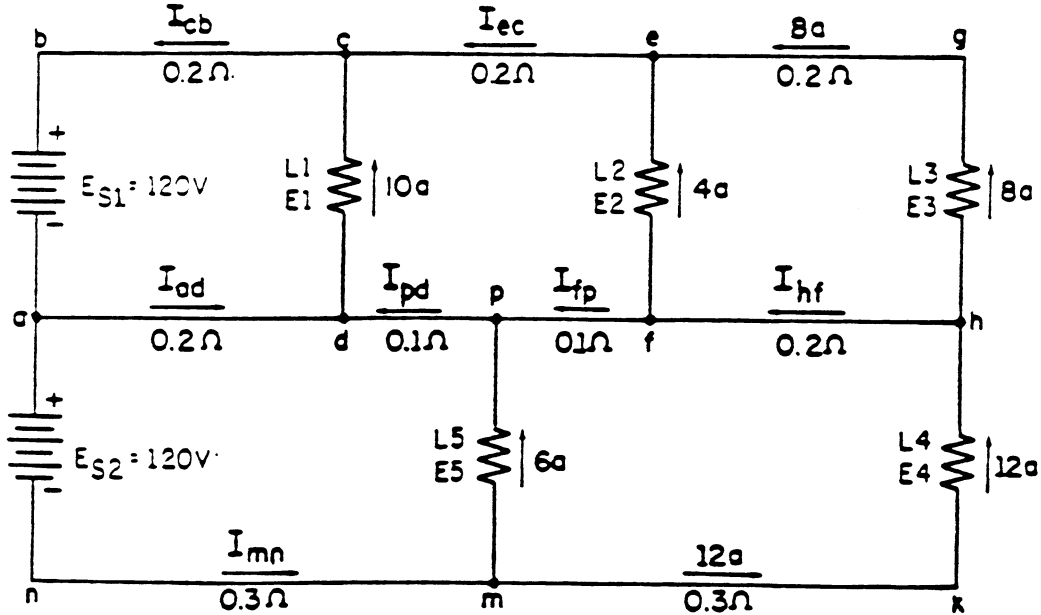 b
I_cb
0.2Ω
c
I_ec
0.2Ω
e
8a
0.2Ω
g
+
E_S1 = 120V
-
L1
E1
10a
L2
E2
4a
L3
E3
8a
a
I_ad
0.2Ω
d
I_pd
0.1Ω
p
I_fp
0.1Ω
f
I_hf
0.2Ω
h
+
E_S2 = 120V
-
L5
E5
6a
L4
E4
12a
n
I_mn
0.3Ω
m
12a
0.3Ω
k